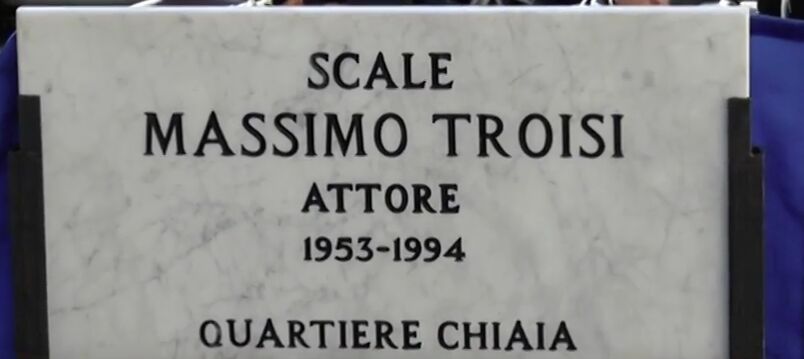 SCALE
MASSIMO TROISI
ATTORE
1953-1994
QUARTIERE CHIAIA